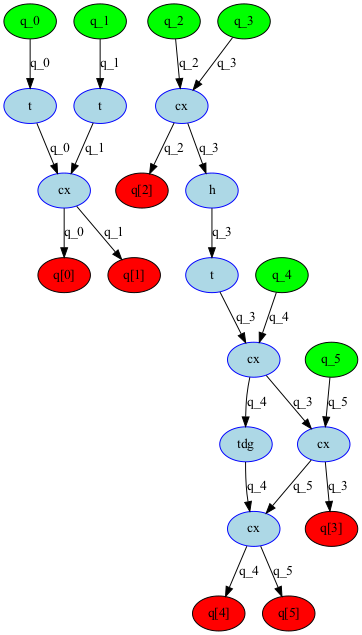 q_0 q_1 q_2 q_3
q_0 q_1 q_2 q_3
t t cx
q_0 q_1 q_2 q_3
cx q[2] h
q_0 q_1 q_3
q[0] q[1] t q_4
q_3 q_4
cx q_5
q_4 q_3 q_5
tdg cx
q_4 q_5 q_3
cx q[3]
q_4 q_5
q[4] q[5]